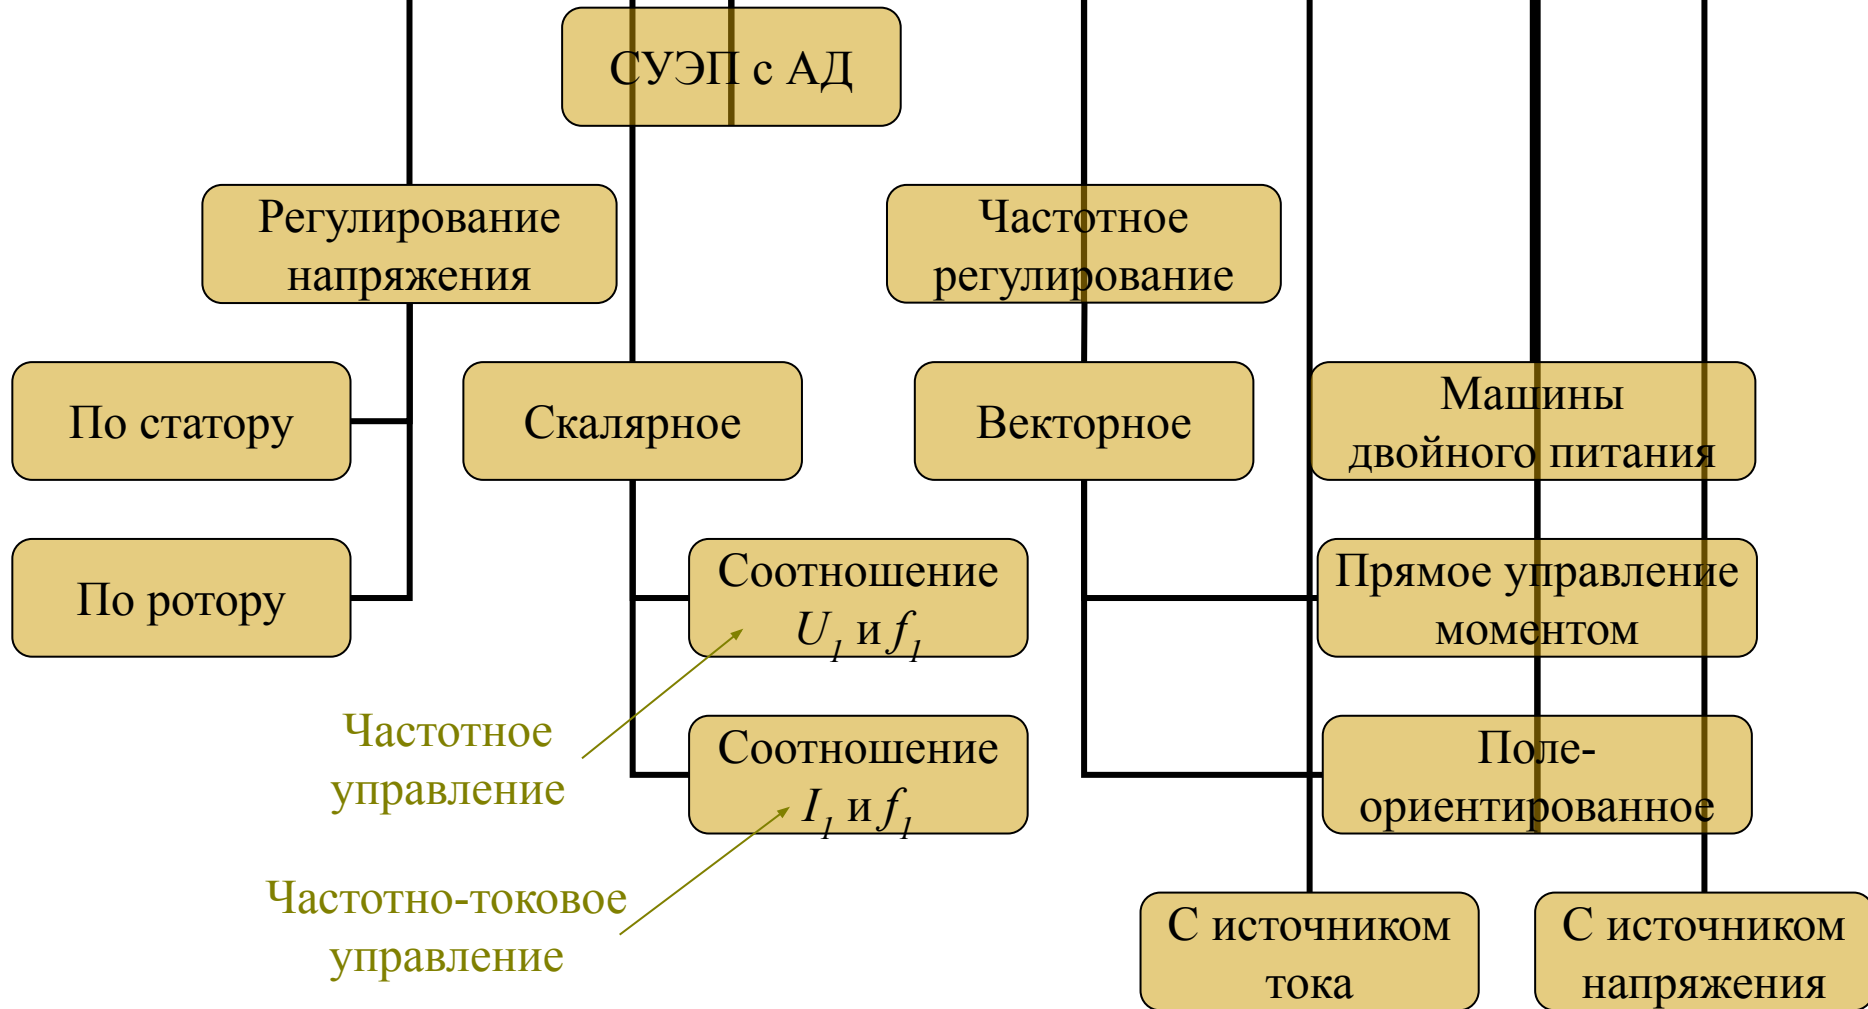 СУЭП с АД
Регулирование
напряжения
Частотное
регулирование
По статору
Скалярное
Векторное
Машины
двойного питания
По ротору
Соотношение
U₁ и f₁
Прямое управление
моментом
Частотное
управление
Соотношение
I₁ и f₁
Поле-
ориентированное
Частотно-токовое
управление
С источником
тока
С источником
напряжения